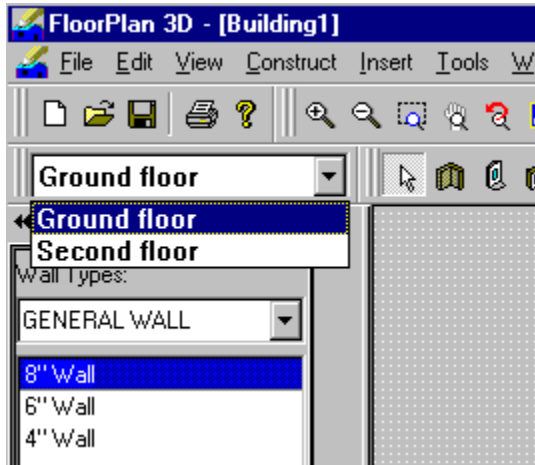 FloorPlan 3D - [Building1]
File Edit View Construct Insert Tools W
Ground floor
Ground floor
Second floor
Wall Types:
GENERAL WALL
8" Wall
6" Wall
4" Wall